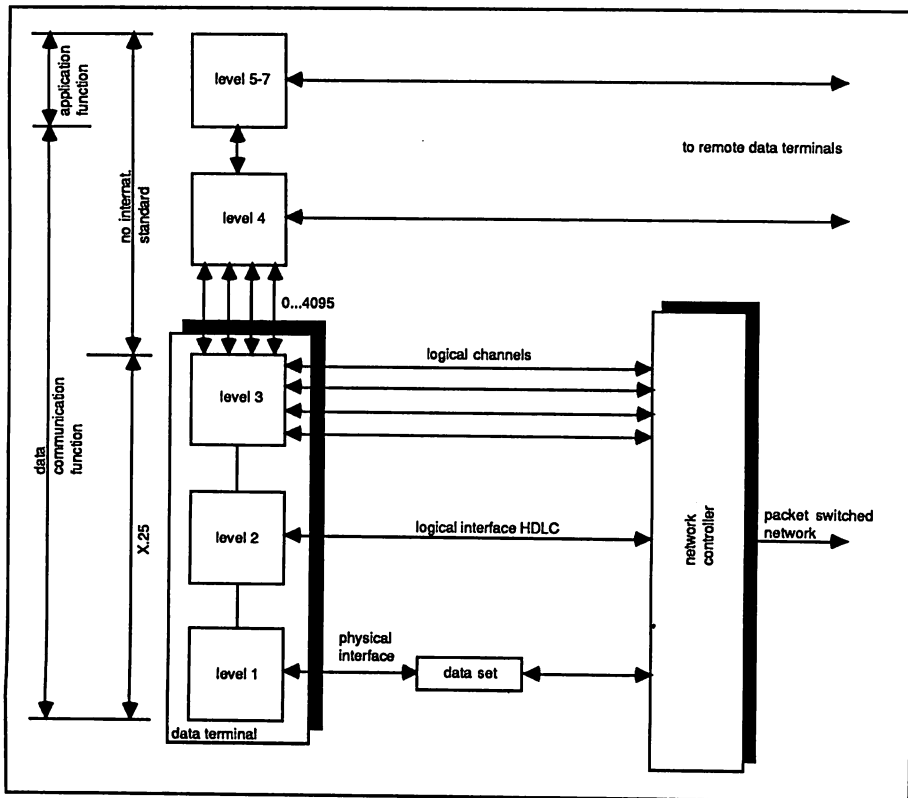 application
function
no internat.
standard
data
communication
function
X.25
level 5-7
to remote data terminals
level 4
0...4095
logical channels
level 3
level 2
logical interface HDLC
network
controller
packet switched
network
physical
interface
level 1
data set
data terminal